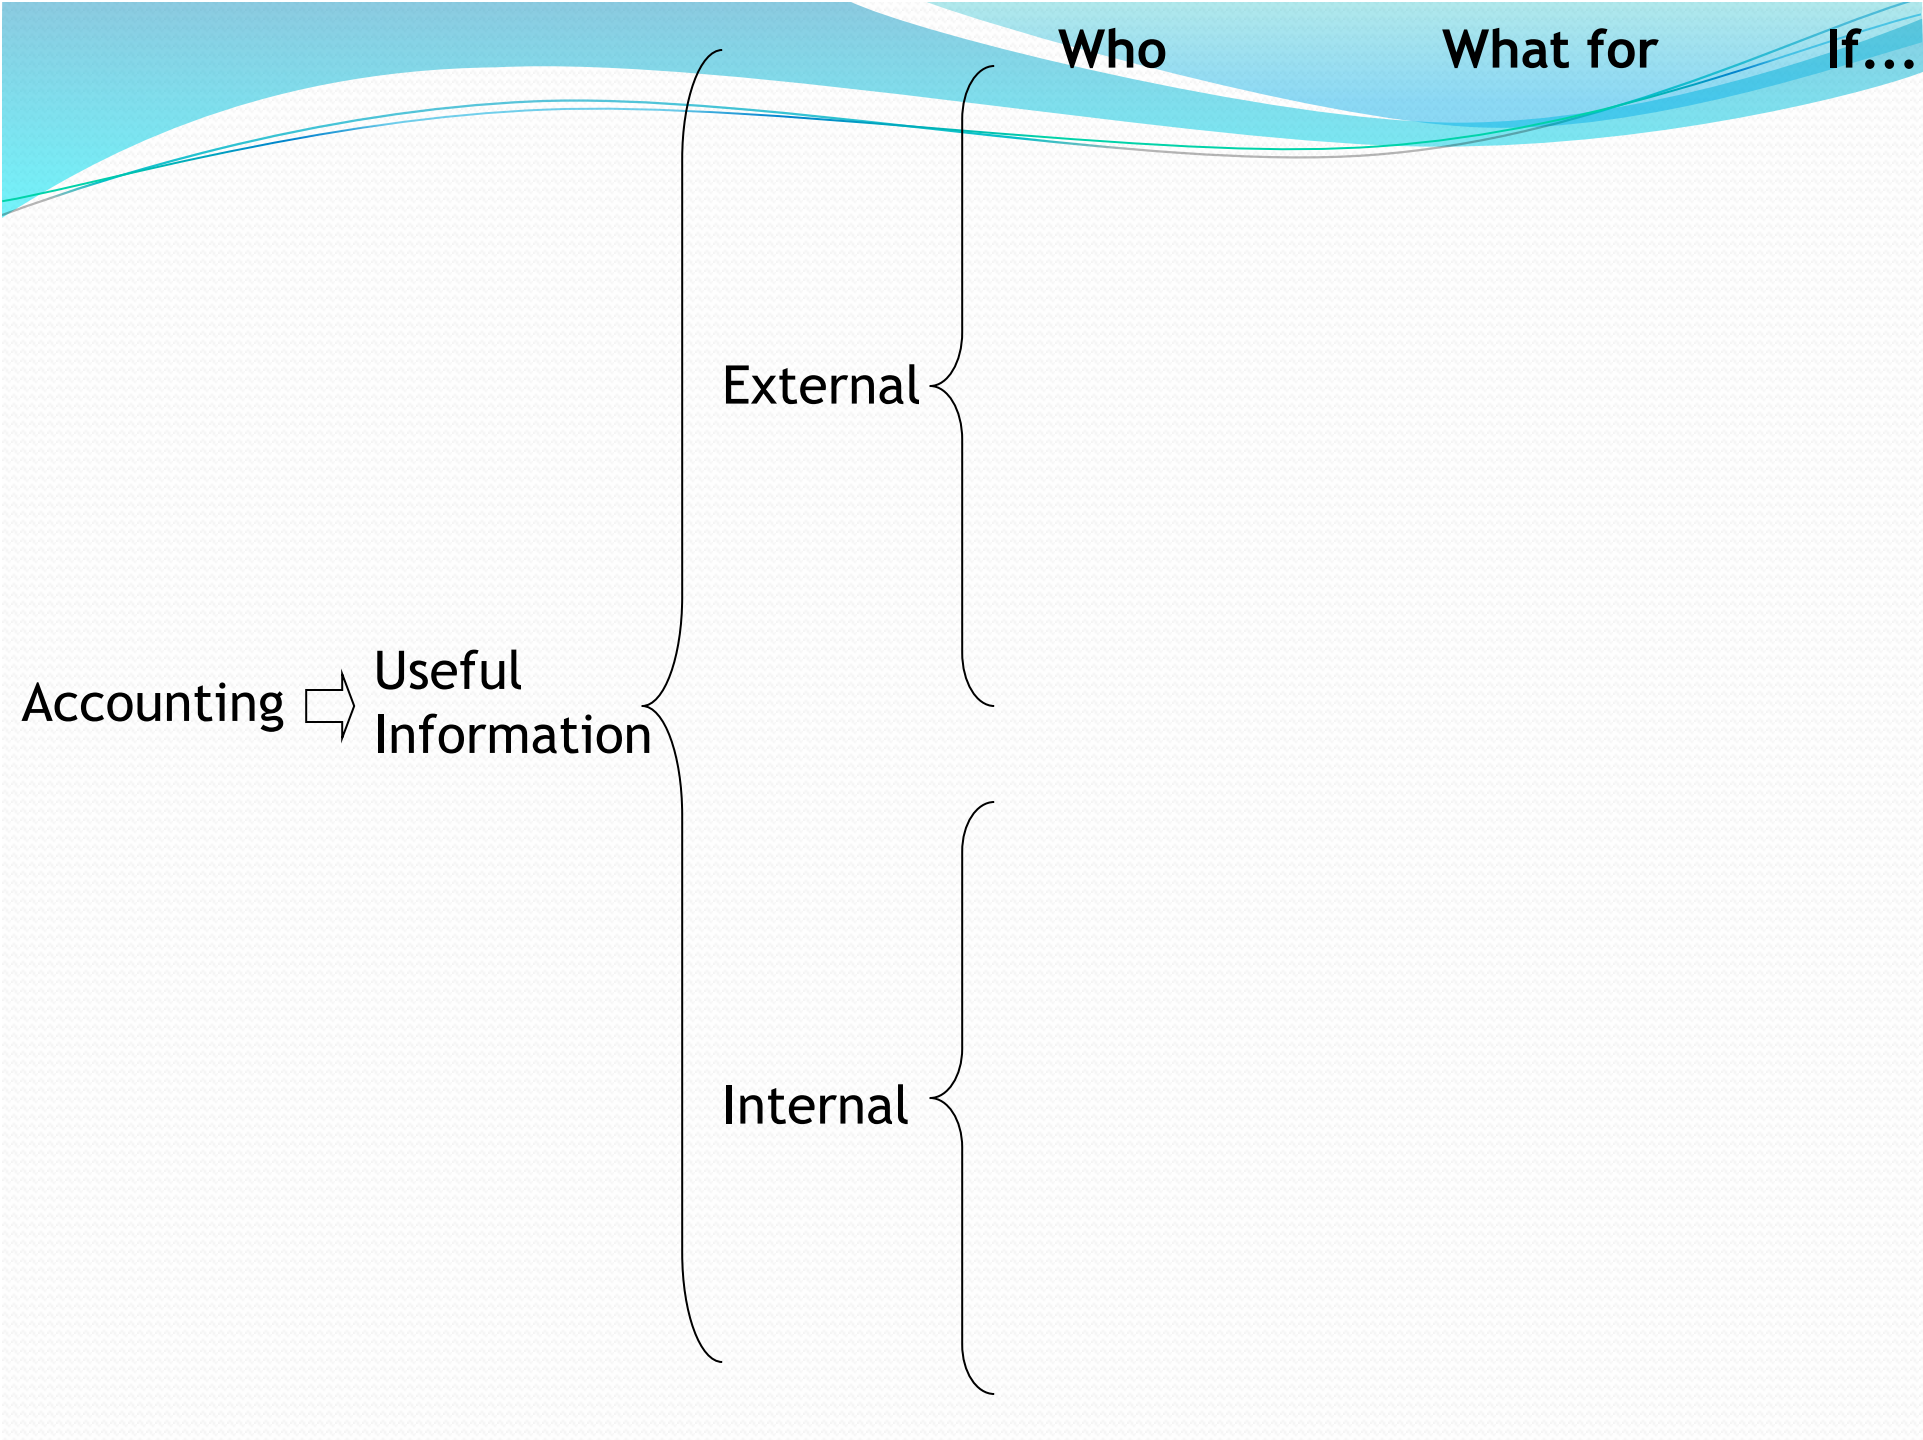 Who What for If...
External
Accounting
Useful
Information
Internal